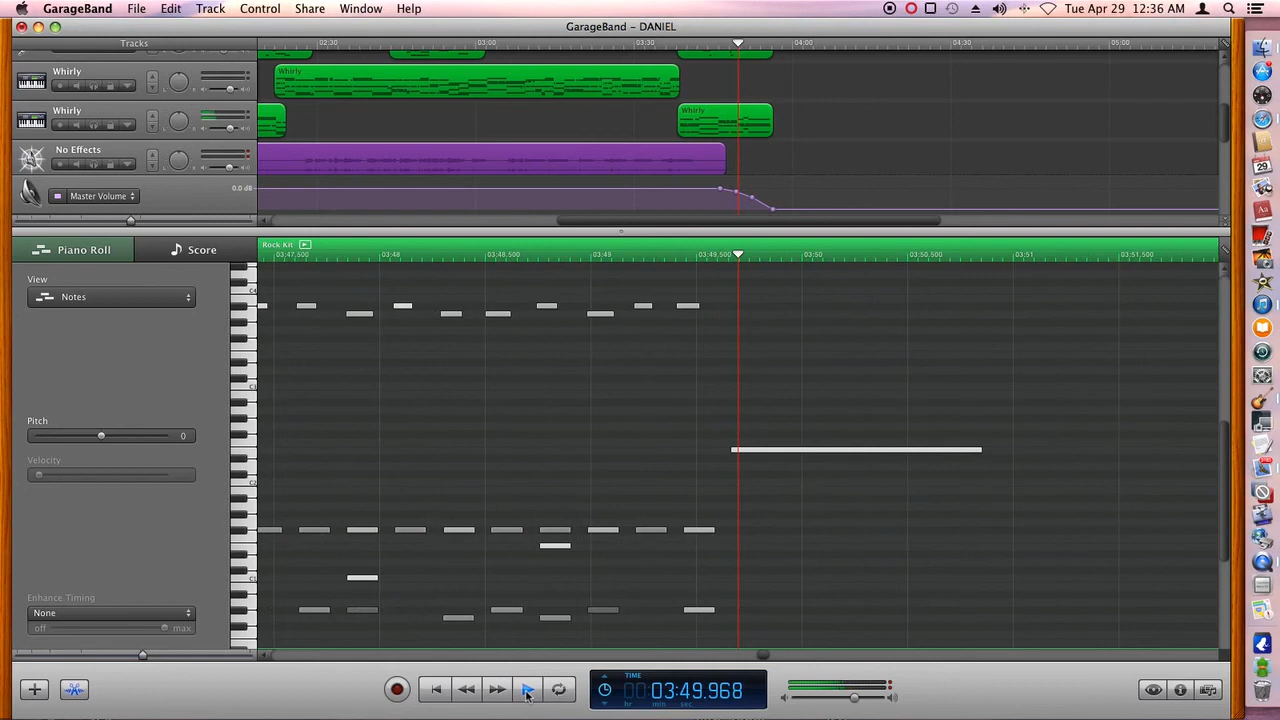 GarageBand File Edit Track Control Share Window Help Tue Apr 29 12:36 AM
GarageBand - DANIEL
Tracks 02:30 03:00 03:30 04:00 04:30 05:00
Whirly
Whirly
Whirly
Whirly
No Effects
Master Volume 0.0 dB
Piano Roll Score Rock Kit
03:47.500 03:48 03:48.500 03:49 03:49.500 03:50 03:50.500 03:51 03:51.500
View
Notes
C4
C3
Pitch
0
Velocity
C2
C1
Enhance Timing
None
off max
TIME
03:49.968
hr min sec